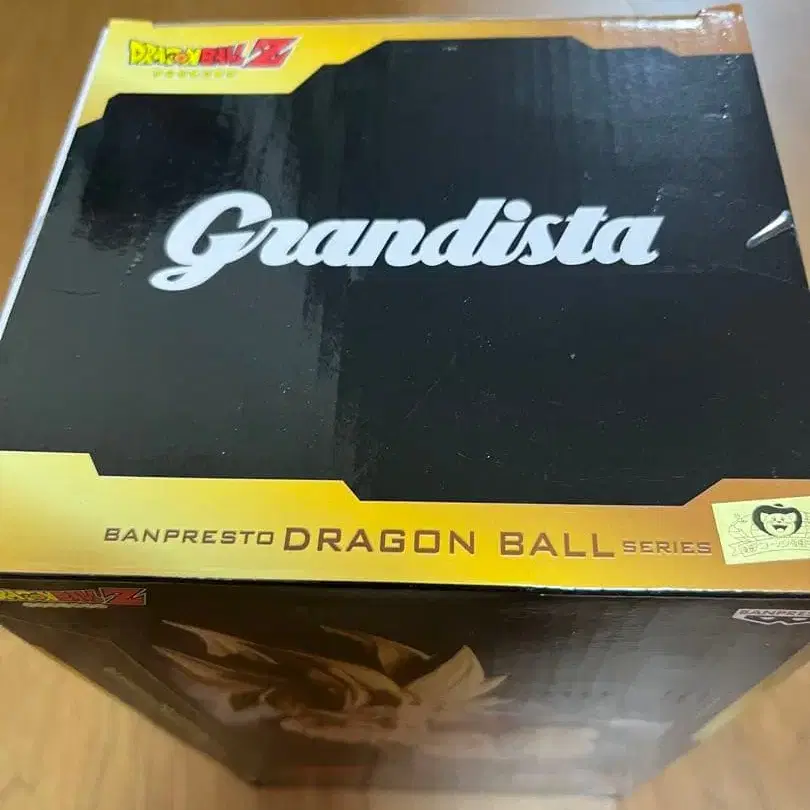 DRAGON BALL Z
Grandista
BANPRESTO DRAGON BALL SERIES
DRAGON BALL Z
BANPRESTO